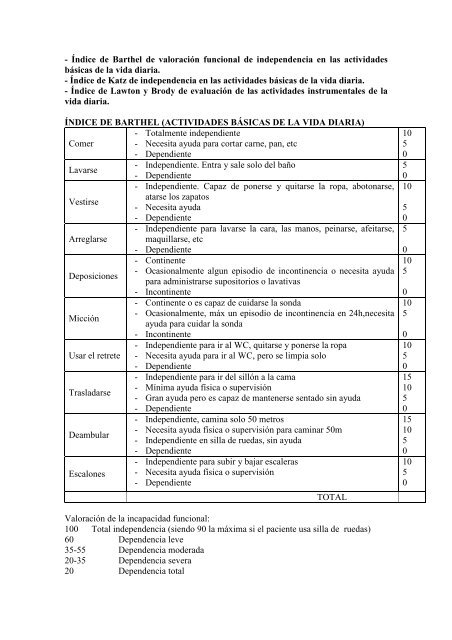 - Índice de Barthel de valoración funcional de independencia en las actividades
básicas de la vida diaria.
- Índice de Katz de independencia en las actividades básicas de la vida diaria.
- Índice de Lawton y Brody de evaluación de las actividades instrumentales de la
vida diaria.
ÍNDICE DE BARTHEL (ACTIVIDADES BÁSICAS DE LA VIDA DIARIA)
Comer
- Totalmente independiente 10
- Necesita ayuda para cortar carne, pan, etc 5
- Dependiente 0
Lavarse
- Independiente. Entra y sale solo del baño 5
- Dependiente 0
Vestirse
- Independiente. Capaz de ponerse y quitarse la ropa, abotonarse, 10
atarse los zapatos
- Necesita ayuda 5
- Dependiente 0
Arreglarse
- Independiente para lavarse la cara, las manos, peinarse, afeitarse, 5
maquillarse, etc
- Dependiente 0
Deposiciones
- Continente 10
- Ocasionalmente algun episodio de incontinencia o necesita ayuda 5
para administrarse supositorios o lavativas
- Incontinente 0
Micción
- Continente o es capaz de cuidarse la sonda 10
- Ocasionalmente, máx un episodio de incontinencia en 24h,necesita 5
ayuda para cuidar la sonda
- Incontinente 0
Usar el retrete
- Independiente para ir al WC, quitarse y ponerse la ropa 10
- Necesita ayuda para ir al WC, pero se limpia solo 5
- Dependiente 0
Trasladarse
- Independiente para ir del sillón a la cama 15
- Mínima ayuda física o supervisión 10
- Gran ayuda pero es capaz de mantenerse sentado sin ayuda 5
- Dependiente 0
Deambular
- Independiente, camina solo 50 metros 15
- Necesita ayuda física o supervisión para caminar 50m 10
- Independiente en silla de ruedas, sin ayuda 5
- Dependiente 0
Escalones
- Independiente para subir y bajar escaleras 10
- Necesita ayuda física o supervisión 5
- Dependiente 0
TOTAL
Valoración de la incapacidad funcional:
100 Total independencia (siendo 90 la máxima si el paciente usa silla de ruedas)
60 Dependencia leve
35-55 Dependencia moderada
20-35 Dependencia severa
20 Dependencia total